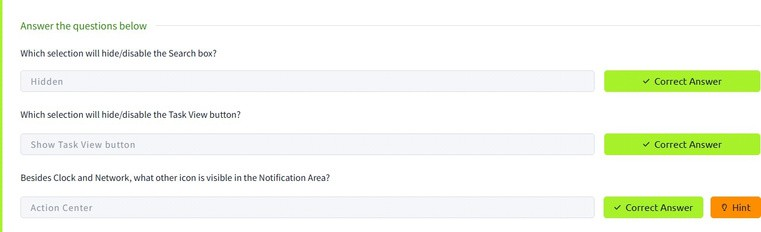 Answer the questions below
Which selection will hide/disable the Search box?
Hidden
Correct Answer
Which selection will hide/disable the Task View button?
Show Task View button
Correct Answer
Besides Clock and Network, what other icon is visible in the Notification Area?
Action Center
Correct Answer
Hint